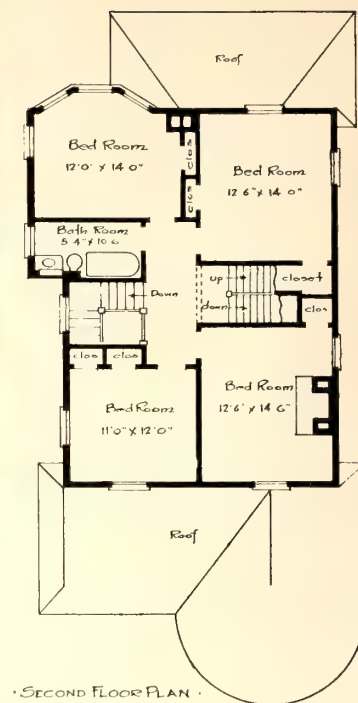 Roof
Bed Room
12'0" X 14 0"
clos
clos
Bed Room
12 6" X 14 0"
Bath Room
5 4" X 10 6
up
down
closet
clos
Down
clos
clos
Bed Room
11'0" X 12'0"
Bed Room
12'6" X 14 6"
Roof
· SECOND FLOOR PLAN ·